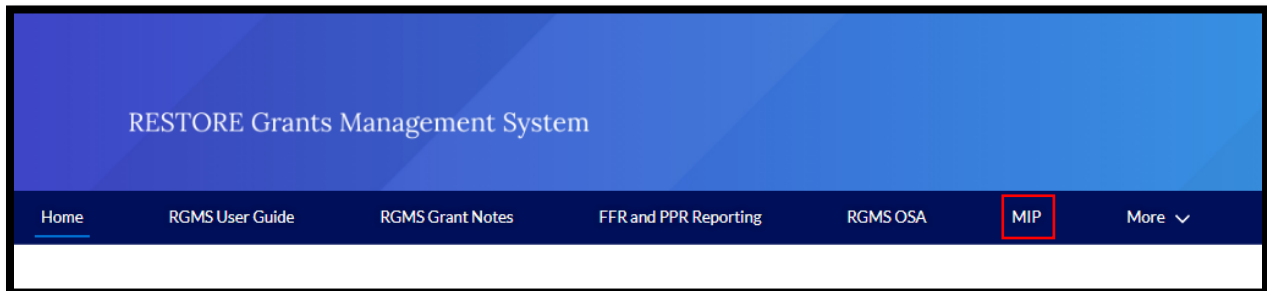 RESTORE Grants Management System
Home RGMS User Guide RGMS Grant Notes FFR and PPR Reporting RGMS OSA MIP More